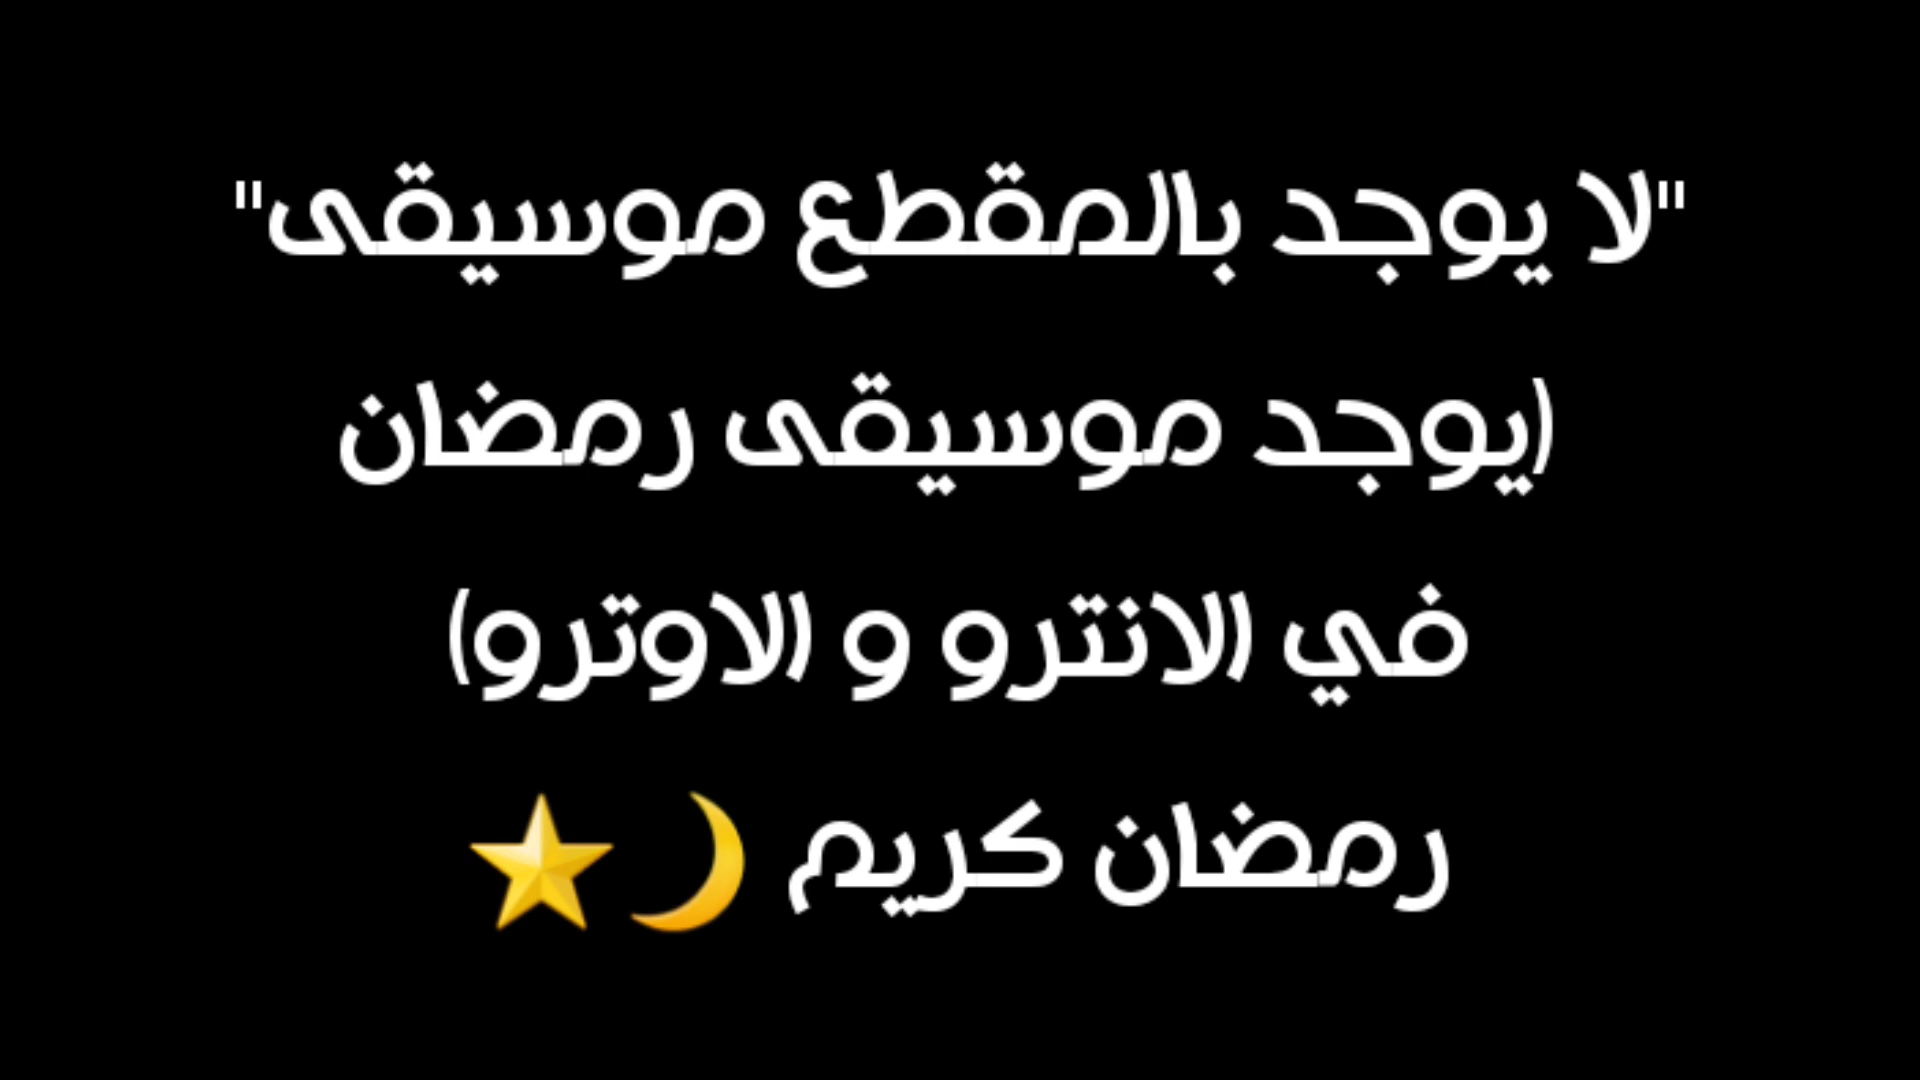 "لا يوجد بالمقطع موسيقى"
(يوجد موسيقى رمضان
في (الانترو و (الاوترو)
رمضان كريم 🌙⭐